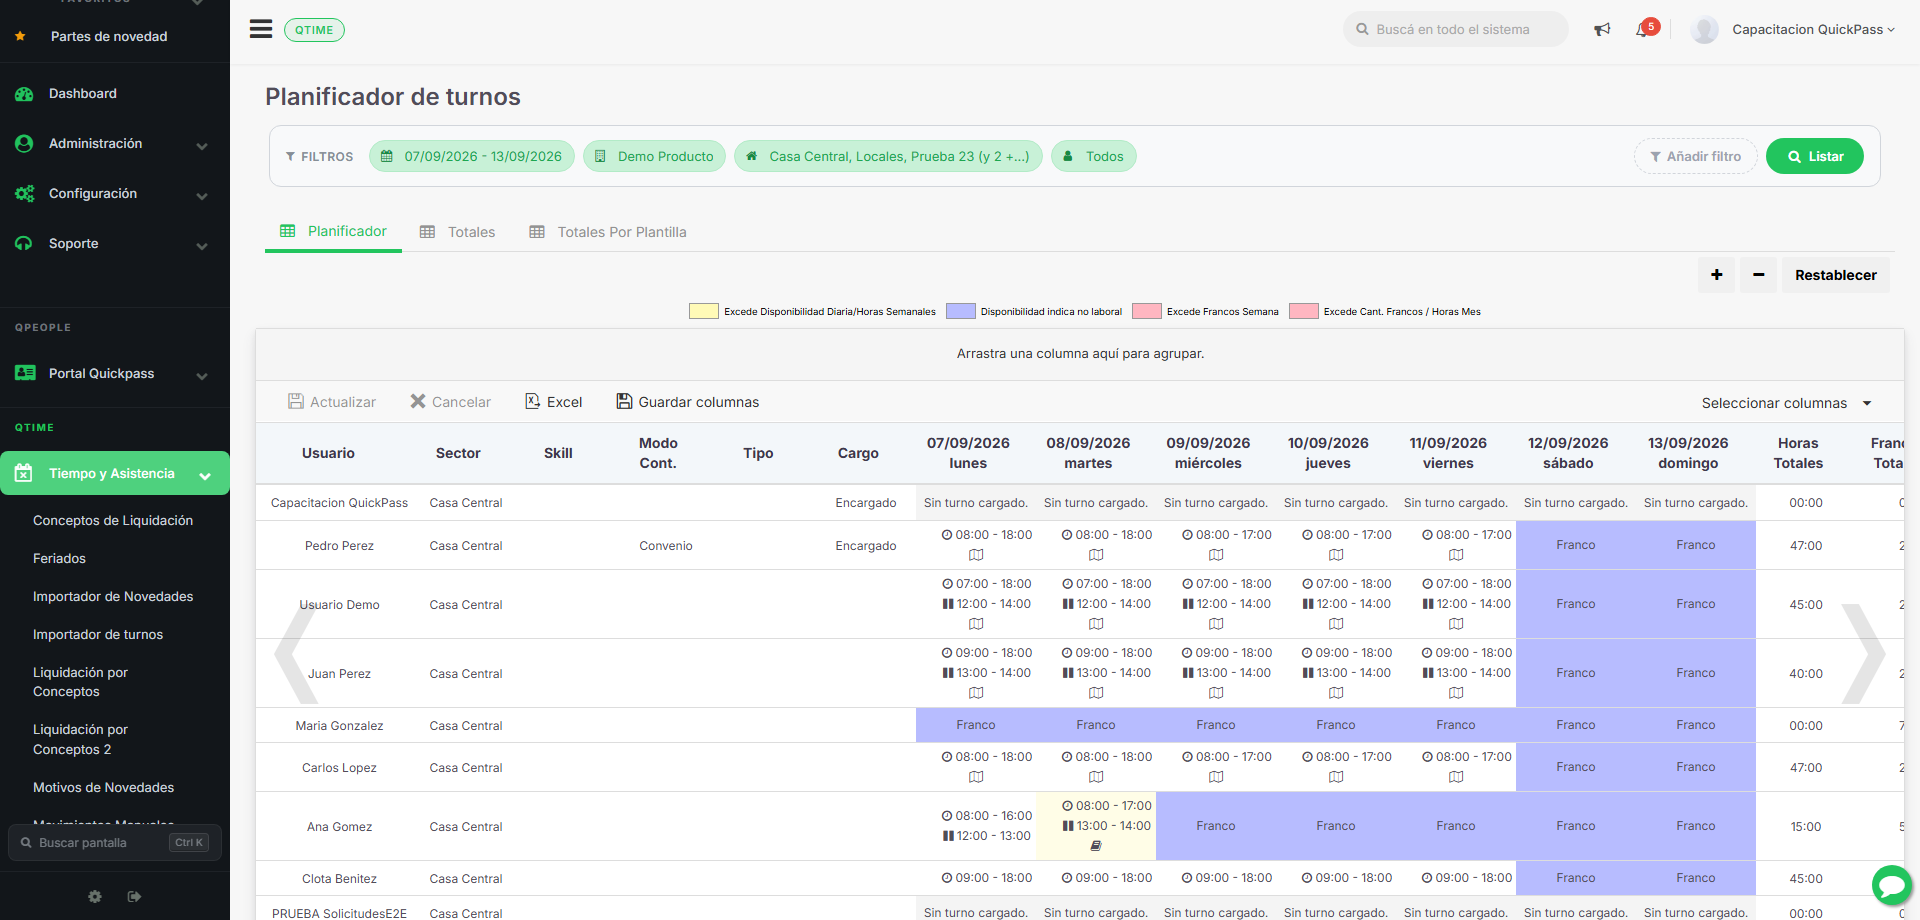 Partes de novedad
Dashboard
Administración
Configuración
Soporte
QPEOPLE
Portal Quickpass
QTIME
Tiempo y Asistencia
Conceptos de Liquidación
Feriados
Importador de Novedades
Importador de turnos
Liquidación por
Conceptos
Liquidación por
Conceptos 2
Motivos de Novedades
Buscar pantalla Ctrl K
QTIME
Buscá en todo el sistema
5
Capacitacion QuickPass
Planificador de turnos
FILTROS 07/09/2026 - 13/09/2026 Demo Producto Casa Central, Locales, Prueba 23 (y 2 +...) Todos Añadir filtro Listar
Planificador Totales Totales Por Plantilla
+ − Restablecer
Excede Disponibilidad Diaria/Horas Semanales Disponibilidad indica no laboral Excede Francos Semana Excede Cant. Francos / Horas Mes
Arrastra una columna aquí para agrupar.
Actualizar Cancelar Excel Guardar columnas Seleccionar columnas
Usuario Sector Skill Modo Cont. Tipo Cargo 07/09/2026 lunes 08/09/2026 martes 09/09/2026 miércoles 10/09/2026 jueves 11/09/2026 viernes 12/09/2026 sábado 13/09/2026 domingo Horas Totales
Capacitacion QuickPass Casa Central Encargado Sin turno cargado. Sin turno cargado. Sin turno cargado. Sin turno cargado. Sin turno cargado. Sin turno cargado. Sin turno cargado. 00:00
Pedro Perez Casa Central Convenio Encargado 08:00 - 18:00 08:00 - 18:00 08:00 - 17:00 08:00 - 17:00 08:00 - 17:00 Franco Franco 47:00
Usuario Demo Casa Central 07:00 - 18:00 07:00 - 18:00 07:00 - 18:00 07:00 - 18:00 07:00 - 18:00 Franco Franco 45:00
12:00 - 14:00 12:00 - 14:00 12:00 - 14:00 12:00 - 14:00 12:00 - 14:00
Juan Perez Casa Central 09:00 - 18:00 09:00 - 18:00 09:00 - 18:00 09:00 - 18:00 09:00 - 18:00 Franco Franco 40:00
13:00 - 14:00 13:00 - 14:00 13:00 - 14:00 13:00 - 14:00 13:00 - 14:00
Maria Gonzalez Casa Central Franco Franco Franco Franco Franco Franco Franco 00:00
Carlos Lopez Casa Central 08:00 - 18:00 08:00 - 18:00 08:00 - 17:00 08:00 - 17:00 08:00 - 17:00 Franco Franco 47:00
Ana Gomez Casa Central 08:00 - 16:00 08:00 - 17:00 Franco Franco Franco Franco Franco 15:00
12:00 - 13:00 13:00 - 14:00
Clota Benitez Casa Central 09:00 - 18:00 09:00 - 18:00 09:00 - 18:00 09:00 - 18:00 09:00 - 18:00 Franco Franco 45:00
PRUEBA SolicitudesE2E Casa Central Sin turno cargado. Sin turno cargado. Sin turno cargado. Sin turno cargado. Sin turno cargado. Sin turno cargado. Sin turno cargado. 00:00